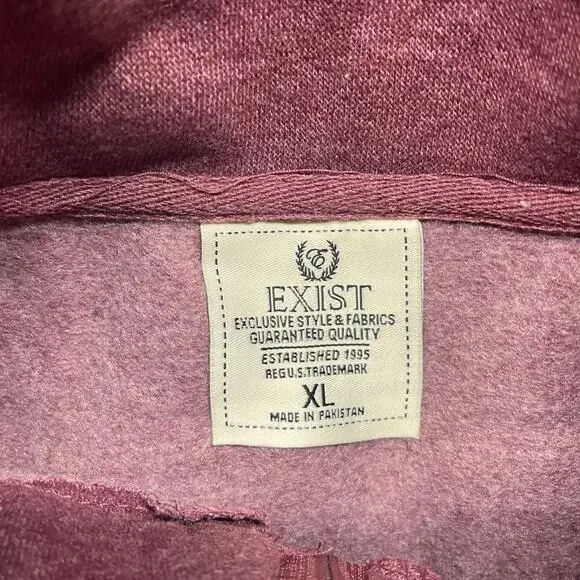 E
EXIST
EXCLUSIVE STYLE & FABRICS
GUARANTEED QUALITY
ESTABLISHED 1995
REG U.S. TRADEMARK
XL
MADE IN PAKISTAN